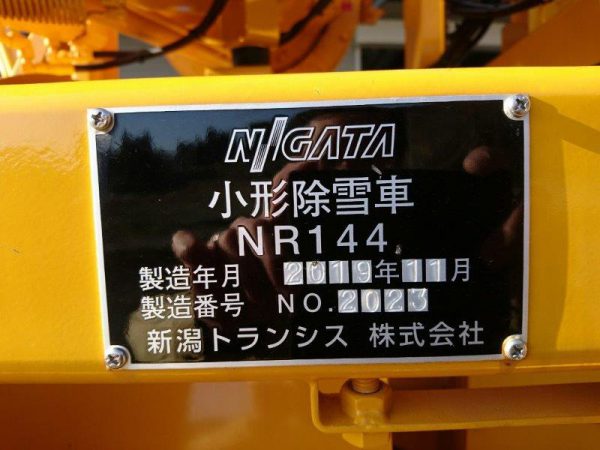 NIIGATA
小形除雪車
NR144
製造年月 2019年11月
製造番号 NO.2023
新潟トランシス 株式会社